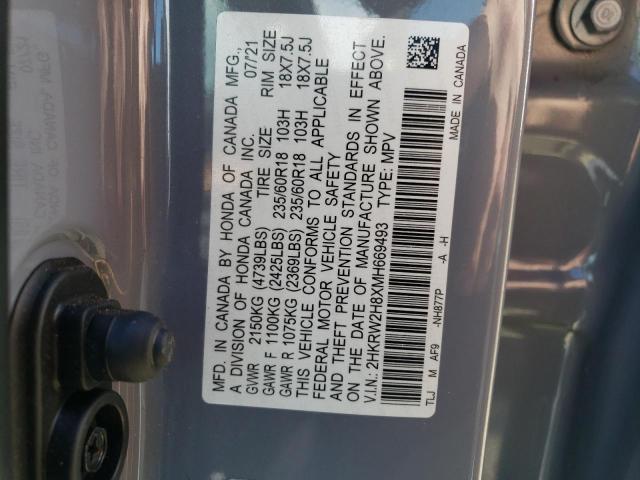 MFD. IN CANADA BY HONDA OF CANADA MFG.,
A DIVISION OF HONDA CANADA INC. 07/'21
GVWR 2150KG (4739LBS) TIRE SIZE RIM SIZE
GAWR F 1100KG (2425LBS) 235/60R18 103H 18X7.5J
GAWR R 1075KG (2369LBS) 235/60R18 103H 18X7.5J
THIS VEHICLE CONFORMS TO ALL APPLICABLE
FEDERAL MOTOR VEHICLE SAFETY
AND THEFT PREVENTION STANDARDS IN EFFECT
ON THE DATE OF MANUFACTURE SHOWN ABOVE.
V.I.N.: 2HKRW2H8XMH669493 TYPE: MPV
TLJ M AF9 -NH877P -A -H MADE IN CANADA